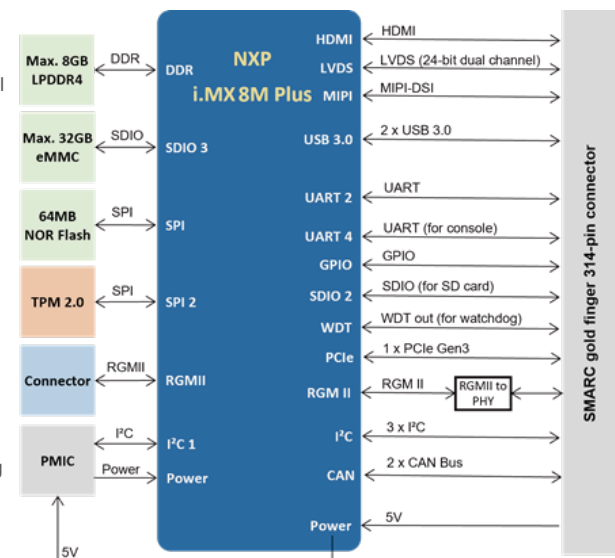 Max. 8GB
LPDDR4
DDR
DDR
Max. 32GB
eMMC
SDIO
SDIO 3
64MB
NOR Flash
SPI
SPI
TPM 2.0
SPI
SPI 2
Connector
RGMII
RGMII
PMIC
I²C
I²C 1
Power
Power
5V
NXP
i.MX 8M Plus
HDMI
HDMI
LVDS
LVDS (24-bit dual channel)
MIPI
MIPI-DSI
USB 3.0
2 x USB 3.0
UART 2
UART
UART 4
UART (for console)
GPIO
GPIO
SDIO 2
SDIO (for SD card)
WDT
WDT out (for watchdog)
PCIe
1 x PCIe Gen3
RGM II
RGM II
RGMII to
PHY
I²C
3 x I²C
CAN
2 x CAN Bus
Power
5V
SMARC gold finger 314-pin connector